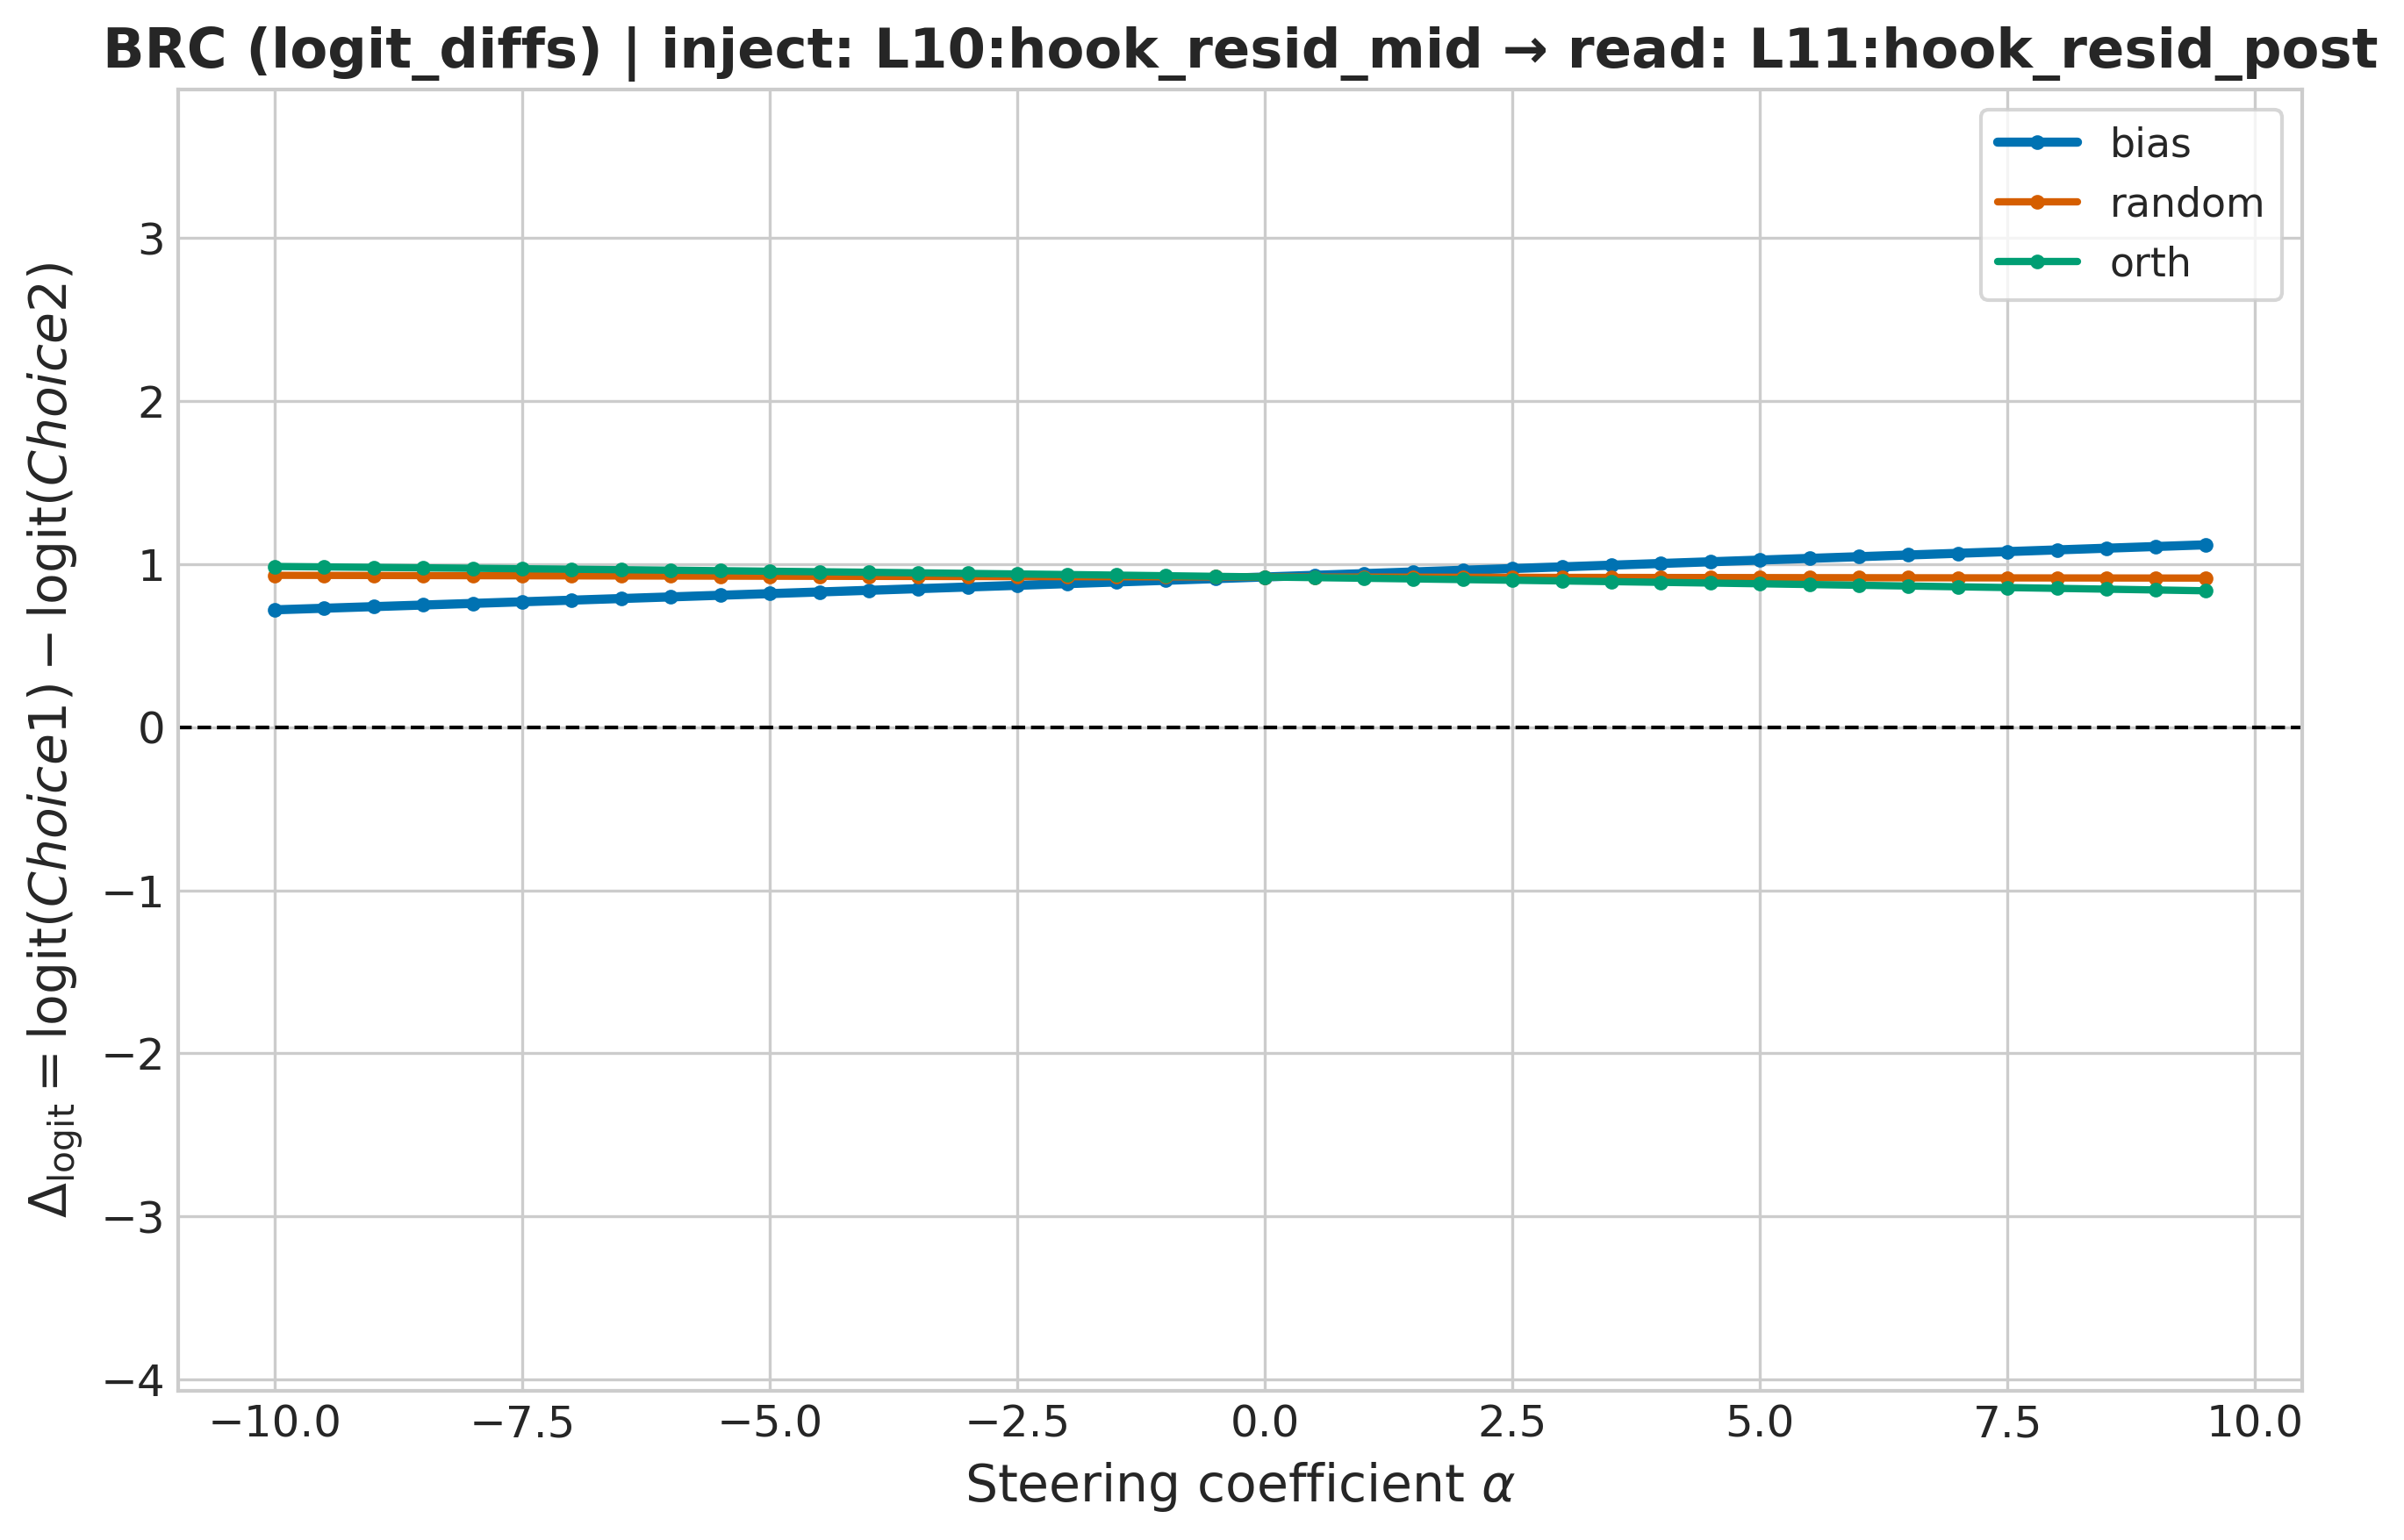 BRC (logit_diffs) | inject: L10:hook_resid_mid → read: L11:hook_resid_post
bias
random
orth
Δlogit = logit(Choice1) − logit(Choice2)
3
2
1
0
−1
−2
−3
−4
−10.0 −7.5 −5.0 −2.5 0.0 2.5 5.0 7.5 10.0
Steering coefficient α